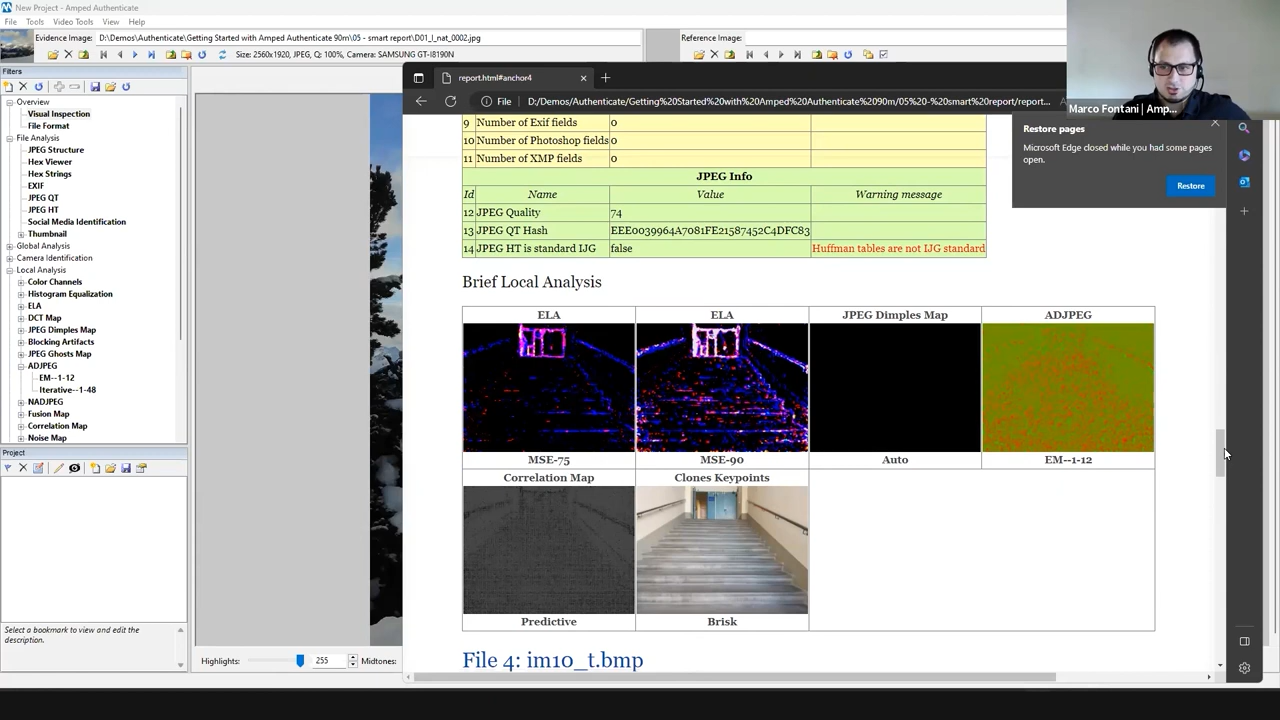 New Project - Amped Authenticate
File Tools Video Tools View Help
Evidence Image: D:\Demos\Authenticate\Getting Started with Amped Authenticate 90m\05 - smart report\D01_I_nat_0002.jpg
Reference Image:
Size: 2560x1920, JPEG, Q: 100%, Camera: SAMSUNG GT-I8190N
Filters
Overview
Visual Inspection
File Format
File Analysis
JPEG Structure
Hex Viewer
Hex Strings
EXIF
JPEG QT
JPEG HT
Social Media Identification
Thumbnail
Global Analysis
Camera Identification
Local Analysis
Color Channels
Histogram Equalization
ELA
DCT Map
JPEG Dimples Map
Blocking Artifacts
JPEG Ghosts Map
ADJPEG
EM--1-12
Iterative--1-48
NADJPEG
Fusion Map
Correlation Map
Noise Map
Project
Select a bookmark to view and edit the
description.
Highlights: 255 Midtones:
report.html#anchor4
File D:/Demos/Authenticate/Getting%20Started%20with%20Amped%20Authenticate%2090m/05%20-%20smart%20report/report...
9 Number of Exif fields 0
10 Number of Photoshop fields 0
11 Number of XMP fields 0
JPEG Info
Id Name Value Warning message
12 JPEG Quality 74
13 JPEG QT Hash EEE0039964A7081FE21587452C4DFC83
14 JPEG HT is standard IJG false Huffman tables are not IJG standard
Brief Local Analysis
ELA ELA JPEG Dimples Map ADJPEG
MSE-75 MSE-90 Auto EM--1-12
Correlation Map Clones Keypoints
Predictive Brisk
File 4: im10_t.bmp
Marco Fontani | Amp...
Restore pages
Microsoft Edge closed while you had some pages
open.
Restore